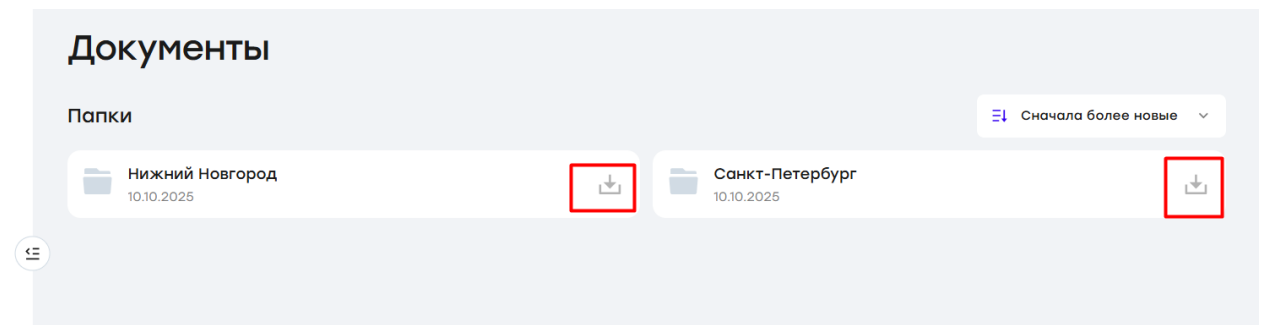 Документы
Папки
Сначала более новые
Нижний Новгород
10.10.2025
Санкт-Петербург
10.10.2025